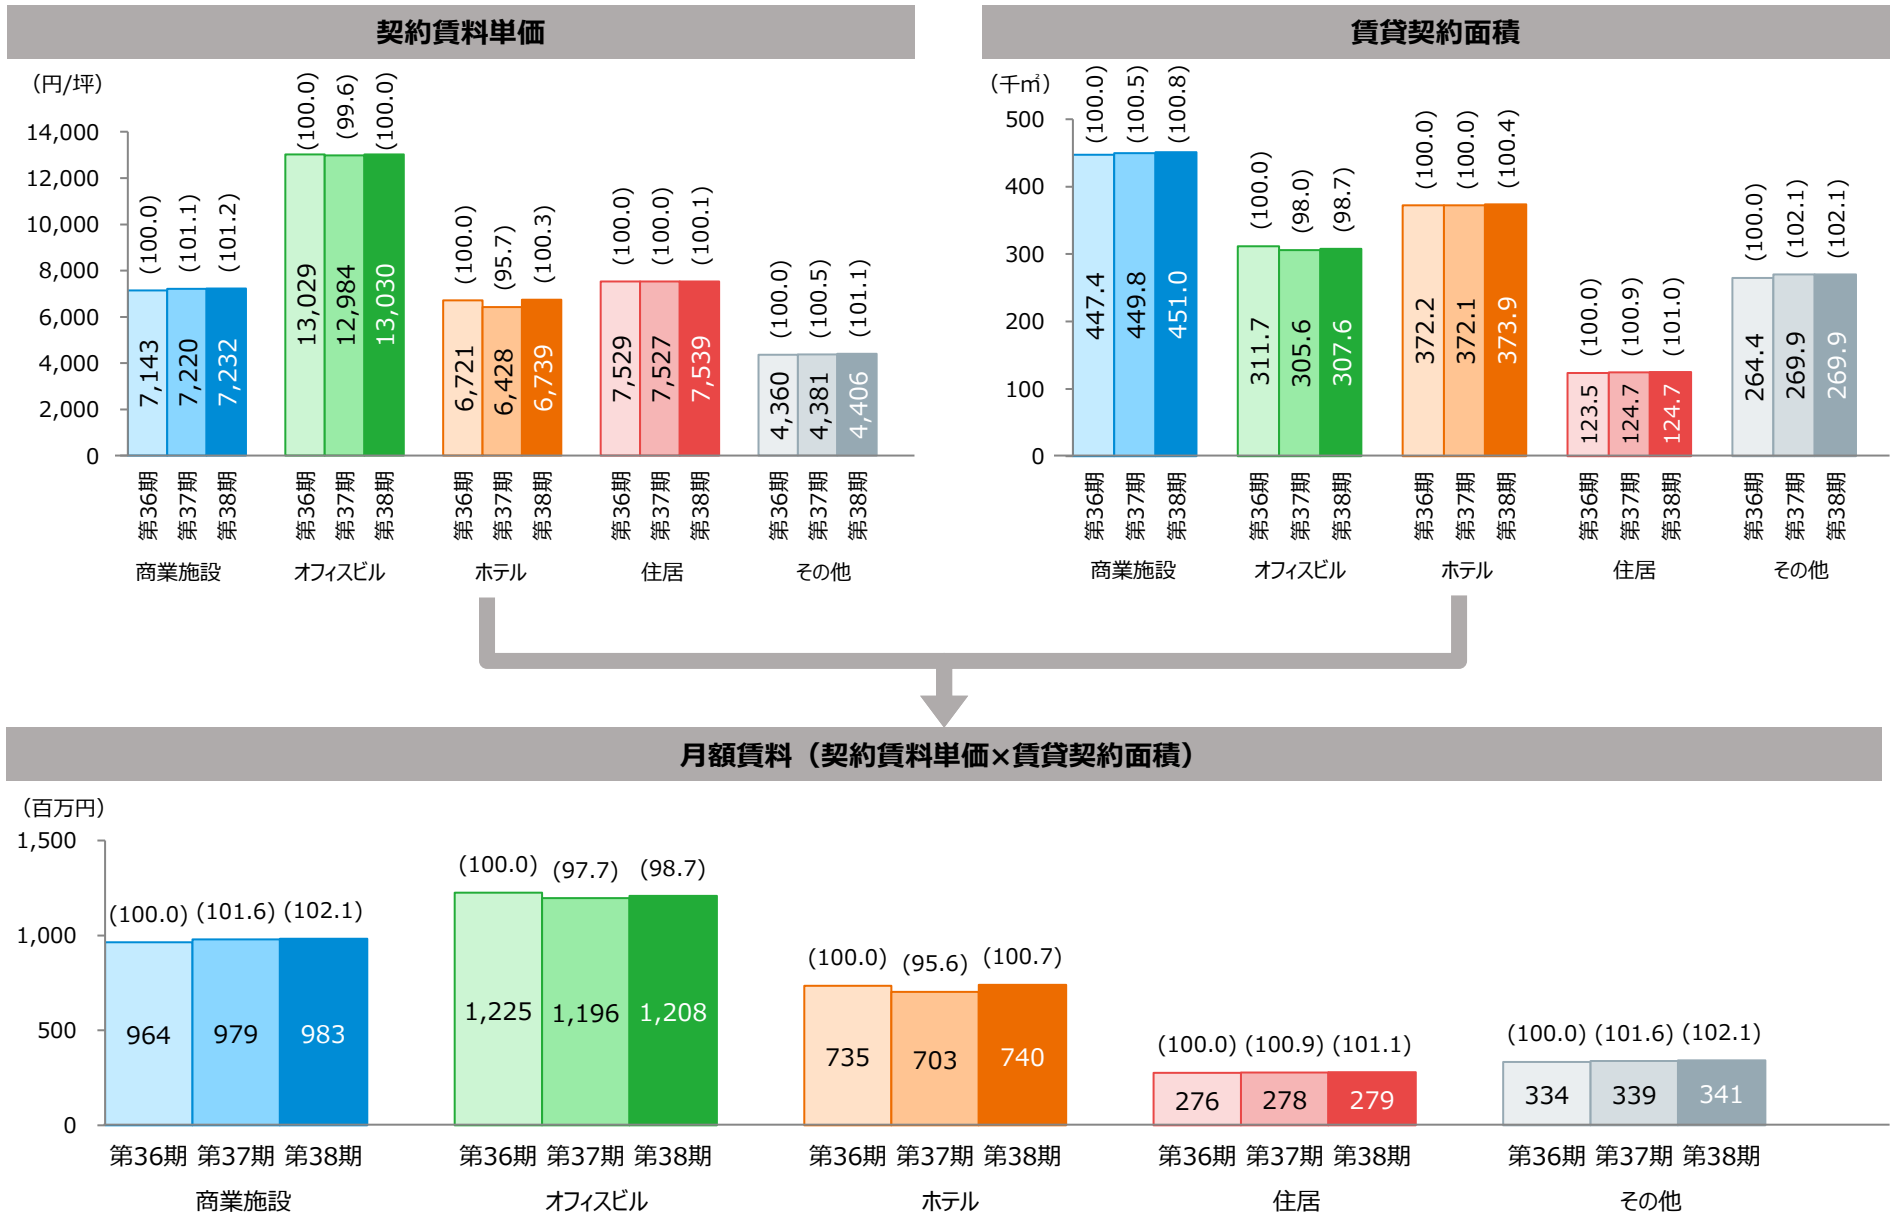 契約賃料単価
（円/坪）
14,000
12,000
10,000
8,000
6,000
4,000
2,000
0
(100.0) (101.1) (101.2)
7,143 7,220 7,232
(100.0) (99.6) (100.0)
13,029 12,984 13,030
(100.0) (95.7) (100.3)
6,721 6,428 6,739
(100.0) (100.0) (100.1)
7,529 7,527 7,539
(100.0) (100.5) (101.1)
4,360 4,381 4,406
第36期 第37期 第38期 第36期 第37期 第38期 第36期 第37期 第38期 第36期 第37期 第38期 第36期 第37期 第38期
商業施設 オフィスビル ホテル 住居 その他
賃貸契約面積
（千㎡）
500
400
300
200
100
0
(100.0) (100.5) (100.8)
447.4 449.8 451.0
(100.0) (98.0) (98.7)
311.7 305.6 307.6
(100.0) (100.0) (100.4)
372.2 372.1 373.9
(100.0) (100.9) (101.0)
123.5 124.7 124.7
(100.0) (102.1) (102.1)
264.4 269.9 269.9
第36期 第37期 第38期 第36期 第37期 第38期 第36期 第37期 第38期 第36期 第37期 第38期 第36期 第37期 第38期
商業施設 オフィスビル ホテル 住居 その他
月額賃料（契約賃料単価×賃貸契約面積）
（百万円）
1,500
1,000
500
0
(100.0) (101.6) (102.1)
964 979 983
(100.0) (97.7) (98.7)
1,225 1,196 1,208
(100.0) (95.6) (100.7)
735 703 740
(100.0) (100.9) (101.1)
276 278 279
(100.0) (101.6) (102.1)
334 339 341
第36期 第37期 第38期 第36期 第37期 第38期 第36期 第37期 第38期 第36期 第37期 第38期 第36期 第37期 第38期
商業施設 オフィスビル ホテル 住居 その他